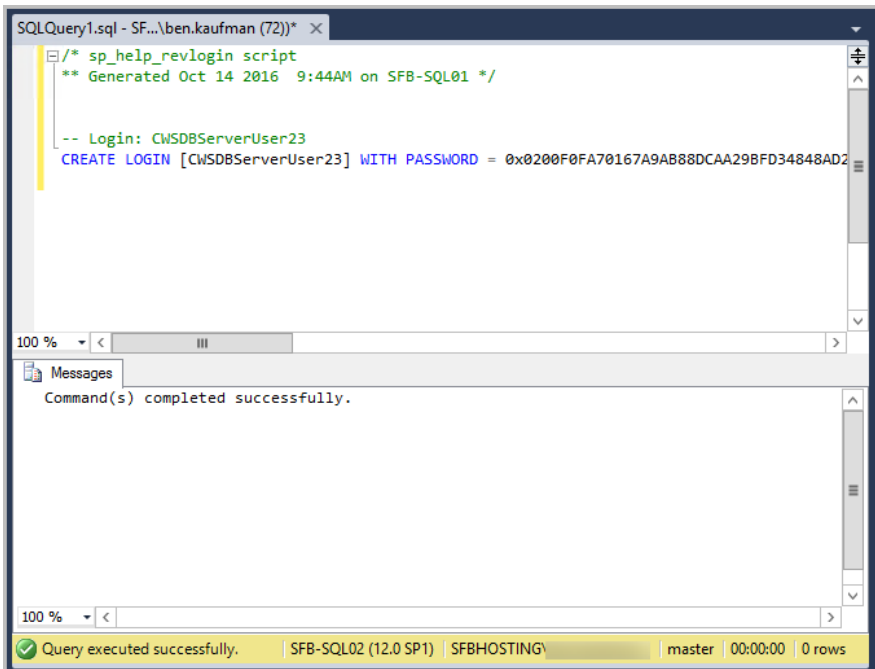 SQLQuery1.sql - SF...\ben.kaufman (72))*
/* sp_help_revlogin script
** Generated Oct 14 2016  9:44AM on SFB-SQL01 */
-- Login: CWSDBServerUser23
CREATE LOGIN [CWSDBServerUser23] WITH PASSWORD = 0x0200F0FA70167A9AB88DCAA29BFD34848AD2
100 %
Messages
Command(s) completed successfully.
100 %
Query executed successfully. SFB-SQL02 (12.0 SP1) SFBHOSTING\ master 00:00:00 0 rows